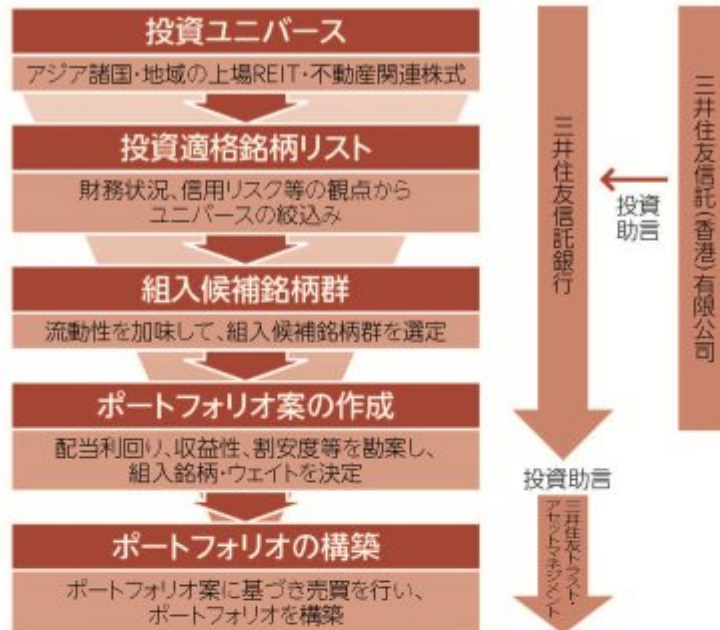 投資ユニバース
アジア諸国・地域の上場REIT・不動産関連株式
投資適格銘柄リスト
財務状況、信用リスク等の観点から
ユニバースの絞込み
組入候補銘柄群
流動性を加味して、組入候補銘柄群を選定
ポートフォリオ案の作成
配当利回り、収益性、割安度等を勘案し、
組入銘柄・ウェイトを決定
ポートフォリオの構築
ポートフォリオ案に基づき売買を行い、
ポートフォリオを構築
三井住友信託銀行
投資
助言
三井住友信託(香港)有限公司
投資助言
三井住友トラスト・
アセットマネジメント